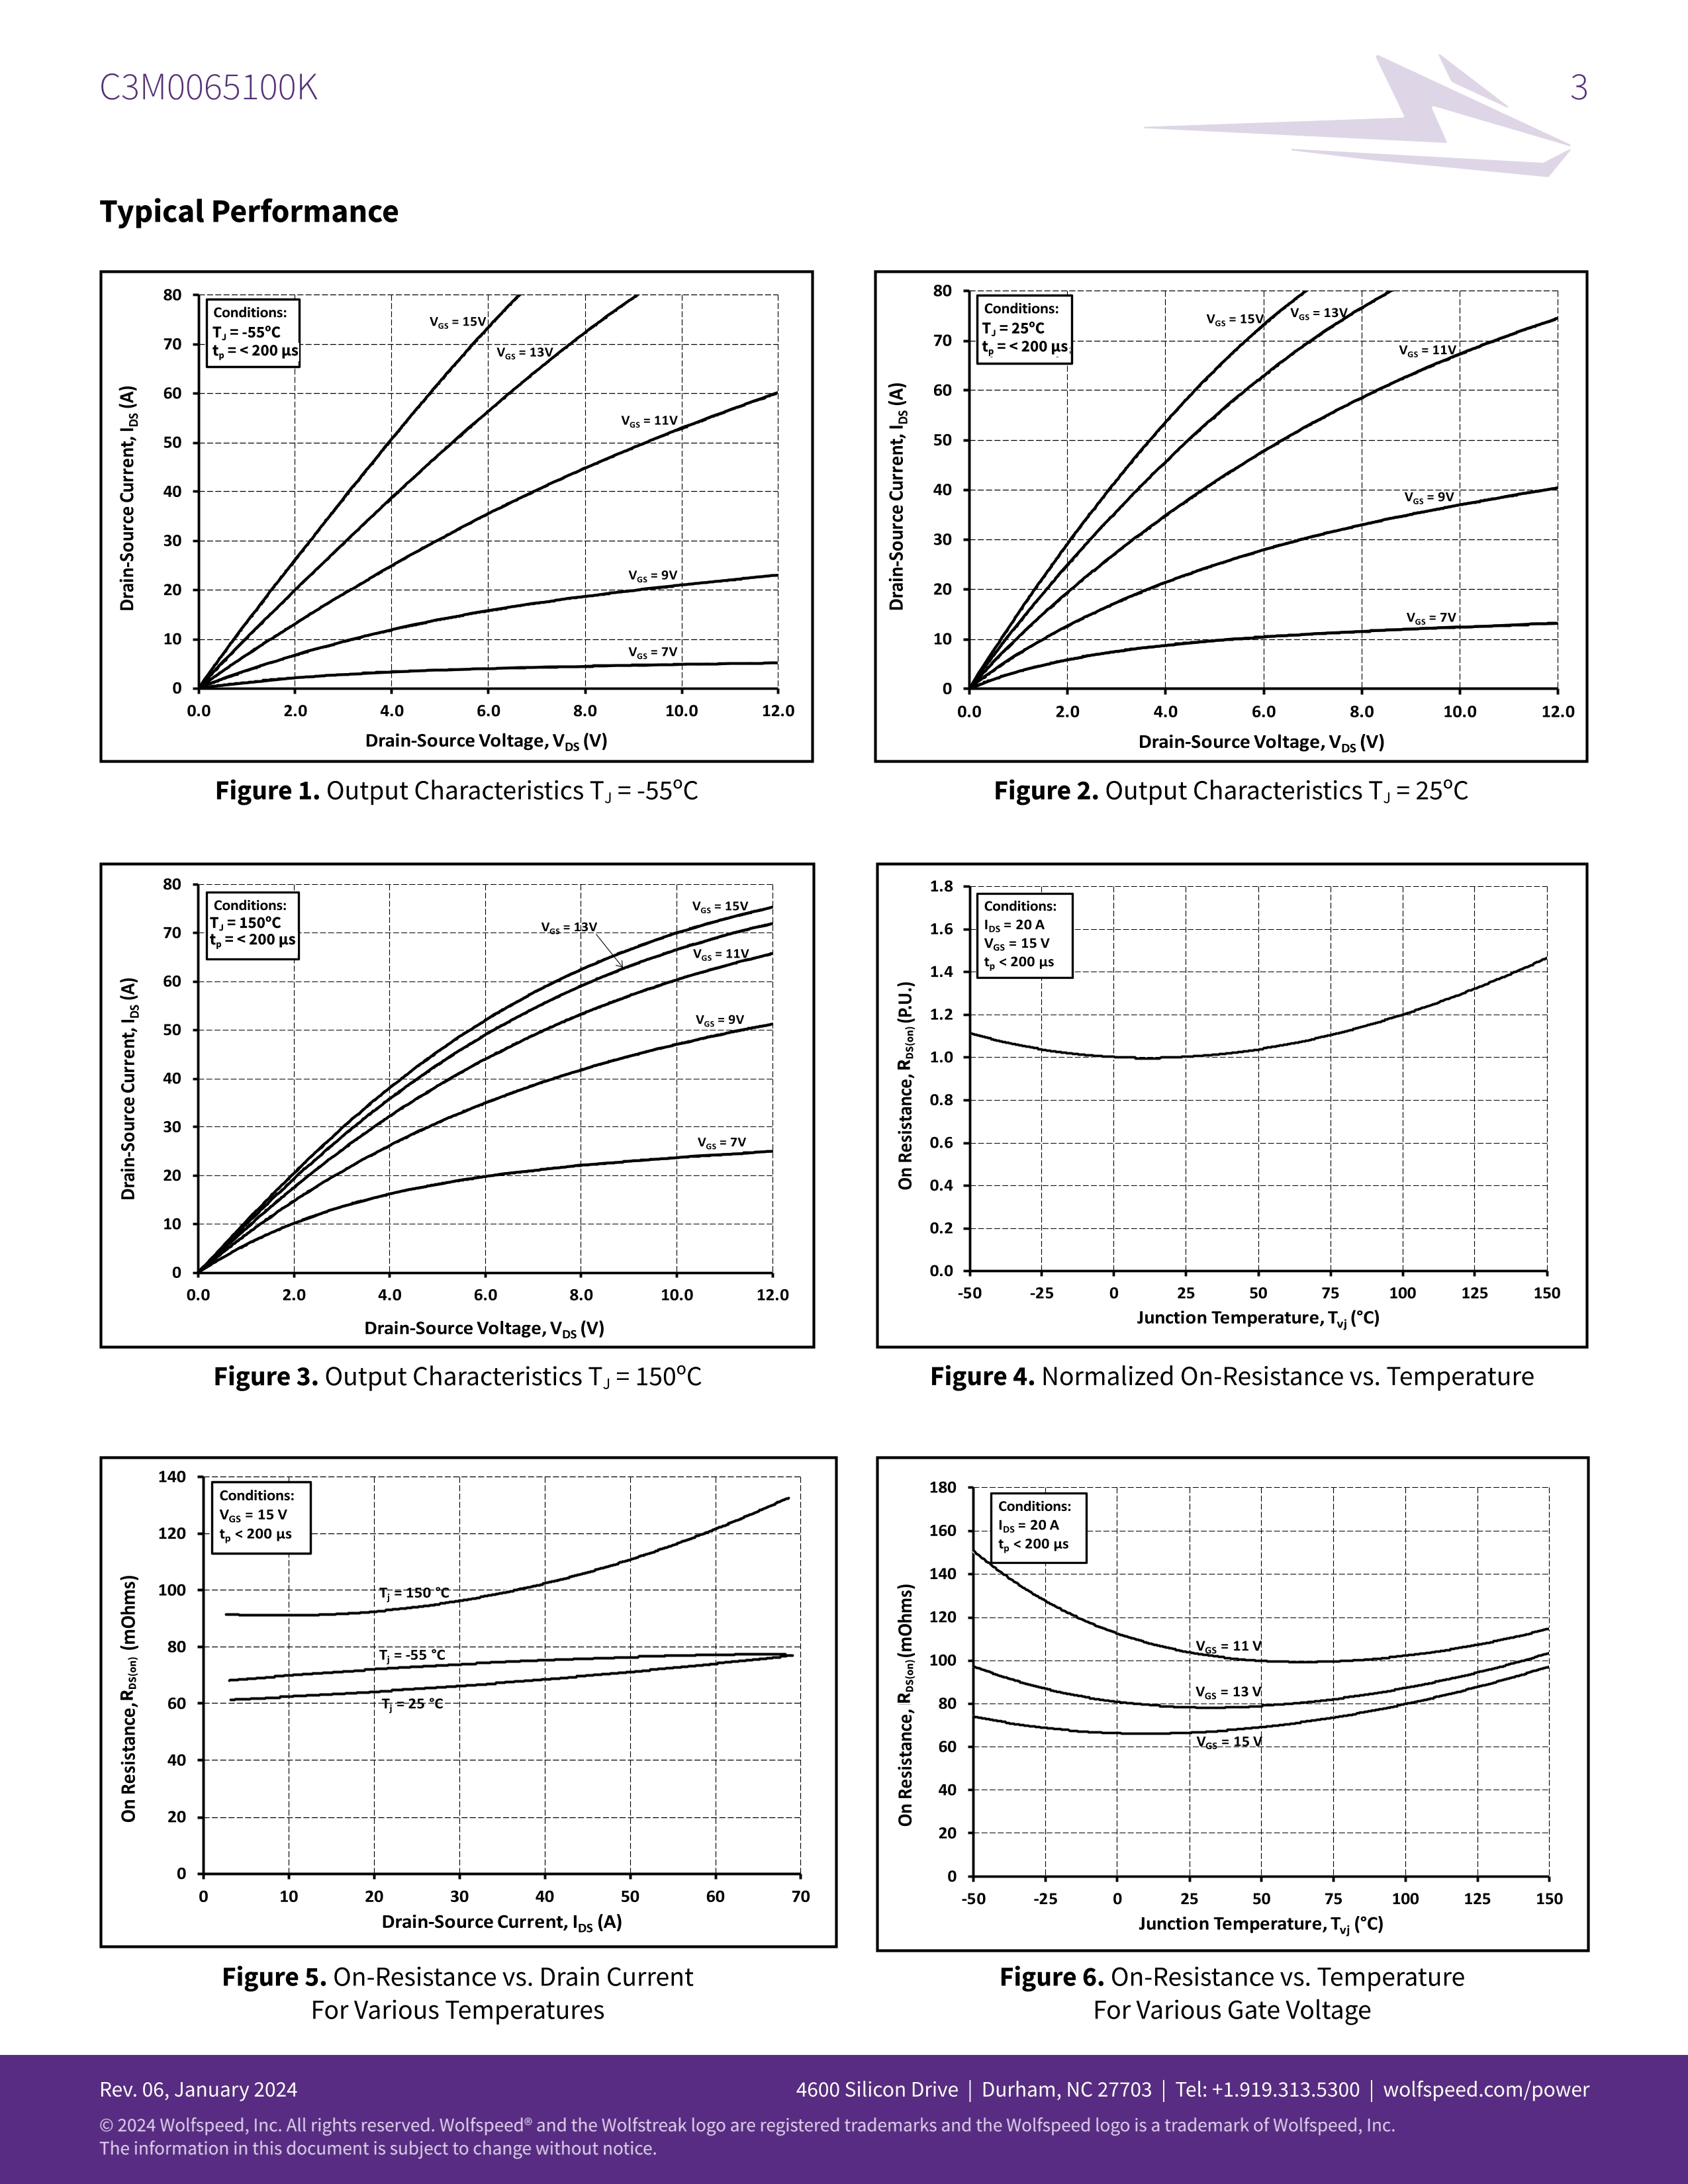 C3M0065100K
3
Typical Performance
80
70
60
50
40
30
20
10
0
0.0 2.0 4.0 6.0 8.0 10.0 12.0
Drain-Source Current, IDS (A)
Drain-Source Voltage, VDS (V)
Conditions:
TJ = -55°C
tp = < 200 µs
VGS = 15V
VGS = 13V
VGS = 11V
VGS = 9V
VGS = 7V
Figure 1. Output Characteristics TJ = -55ºC
80
70
60
50
40
30
20
10
0
0.0 2.0 4.0 6.0 8.0 10.0 12.0
Drain-Source Current, IDS (A)
Drain-Source Voltage, VDS (V)
Conditions:
TJ = 25°C
tp = < 200 µs
VGS = 15V
VGS = 13V
VGS = 11V
VGS = 9V
VGS = 7V
Figure 2. Output Characteristics TJ = 25ºC
80
70
60
50
40
30
20
10
0
0.0 2.0 4.0 6.0 8.0 10.0 12.0
Drain-Source Current, IDS (A)
Drain-Source Voltage, VDS (V)
Conditions:
TJ = 150°C
tp = < 200 µs
VGS = 15V
VGS = 13V
VGS = 11V
VGS = 9V
VGS = 7V
Figure 3. Output Characteristics TJ = 150ºC
1.8
1.6
1.4
1.2
1.0
0.8
0.6
0.4
0.2
0.0
-50 -25 0 25 50 75 100 125 150
On Resistance, RDS(on) (P.U.)
Junction Temperature, Tvj (°C)
Conditions:
IDS = 20 A
VGS = 15 V
tp < 200 µs
Figure 4. Normalized On-Resistance vs. Temperature
140
120
100
80
60
40
20
0
0 10 20 30 40 50 60 70
On Resistance, RDS(on) (mOhms)
Drain-Source Current, IDS (A)
Conditions:
VGS = 15 V
tp < 200 µs
Tj = 150 °C
Tj = -55 °C
Tj = 25 °C
Figure 5. On-Resistance vs. Drain Current
For Various Temperatures
180
160
140
120
100
80
60
40
20
0
-50 -25 0 25 50 75 100 125 150
On Resistance, RDS(on) (mOhms)
Junction Temperature, Tvj (°C)
Conditions:
IDS = 20 A
tp < 200 µs
VGS = 11 V
VGS = 13 V
VGS = 15 V
Figure 6. On-Resistance vs. Temperature
For Various Gate Voltage
Rev. 06, January 2024
4600 Silicon Drive | Durham, NC 27703 | Tel: +1.919.313.5300 | wolfspeed.com/power
© 2024 Wolfspeed, Inc. All rights reserved. Wolfspeed® and the Wolfstreak logo are registered trademarks and the Wolfspeed logo is a trademark of Wolfspeed, Inc.
The information in this document is subject to change without notice.